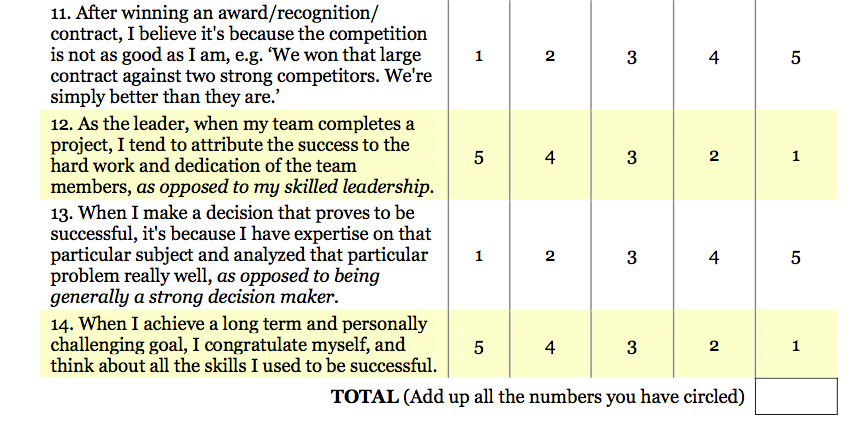 11. After winning an award/recognition/
contract, I believe it's because the competition
is not as good as I am, e.g. ‘We won that large
contract against two strong competitors. We're
simply better than they are.’
1 2 3 4 5
12. As the leader, when my team completes a
project, I tend to attribute the success to the
hard work and dedication of the team
members, as opposed to my skilled leadership.
5 4 3 2 1
13. When I make a decision that proves to be
successful, it's because I have expertise on that
particular subject and analyzed that particular
problem really well, as opposed to being
generally a strong decision maker.
1 2 3 4 5
14. When I achieve a long term and personally
challenging goal, I congratulate myself, and
think about all the skills I used to be successful.
5 4 3 2 1
TOTAL (Add up all the numbers you have circled)